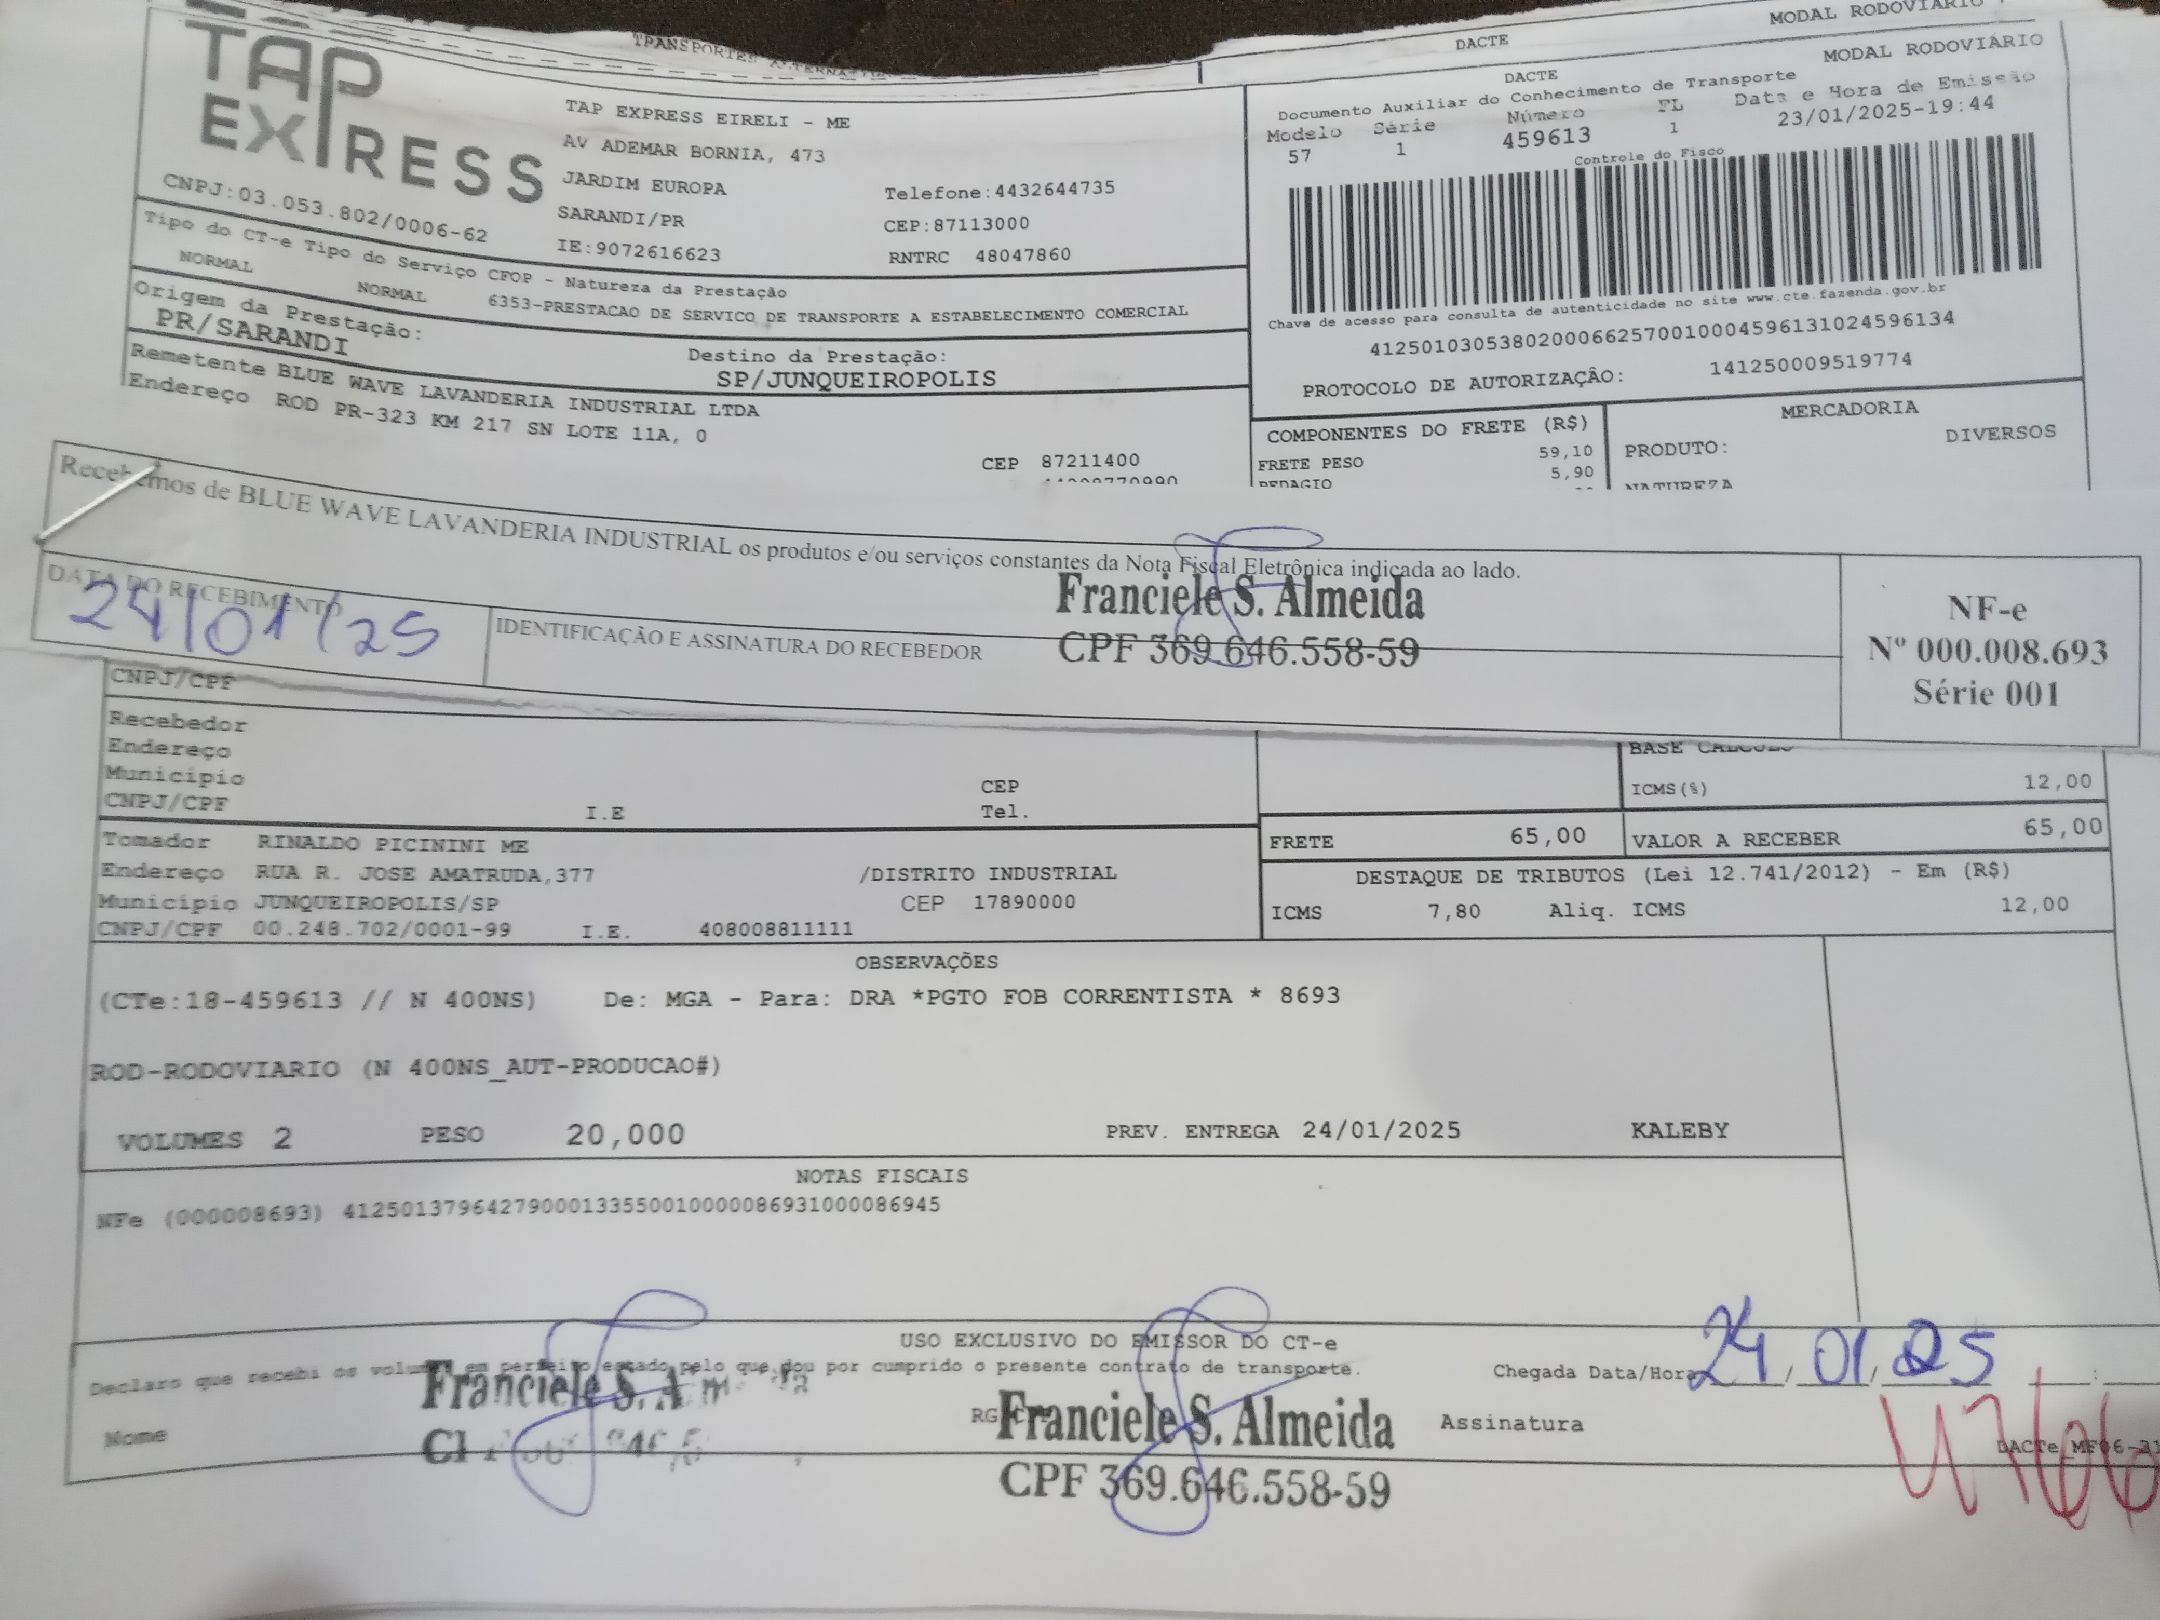 MODAL RODOVIÁRIO
DACTE
TAP
EXPRESS
CNPJ:03.053.802/0006-62
TAP EXPRESS EIRELI - ME
AV ADEMAR BORNIA, 473
JARDIM EUROPA
SARANDI/PR
IE:9072616623
Telefone:4432644735
CEP:87113000
RNTRC 48047860
DACTE
MODAL RODOVIÁRIO
Documento Auxiliar do Conhecimento de Transporte
Modelo Série Número FL Data e Hora de Emissão
57 1 459613 1 23/01/2025-19:44
Controle do Fisco
Chave de acesso para consulta de autenticidade no site www.cte.fazenda.gov.br
41250103053802000662570010004596131024596134
PROTOCOLO DE AUTORIZAÇÃO: 141250009519774
Tipo do CT-e Tipo do Serviço CFOP - Natureza da Prestação
NORMAL NORMAL 6353-PRESTACAO DE SERVICO DE TRANSPORTE A ESTABELECIMENTO COMERCIAL
Origem da Prestação:
PR/SARANDI
Destino da Prestação:
SP/JUNQUEIROPOLIS
Remetente BLUE WAVE LAVANDERIA INDUSTRIAL LTDA
Endereço ROD PR-323 KM 217 SN LOTE 11A, 0
CEP 87211400
COMPONENTES DO FRETE (R$)
FRETE PESO 59,10
PEDAGIO 5,90
MERCADORIA
PRODUTO: DIVERSOS
NATUREZA
Recebemos de BLUE WAVE LAVANDERIA INDUSTRIAL os produtos e/ou serviços constantes da Nota Fiscal Eletrônica indicada ao lado.
DATA DO RECEBIMENTO
24/01/25
IDENTIFICAÇÃO E ASSINATURA DO RECEBEDOR
Franciele S. Almeida
CPF 369.646.558-59
NF-e
Nº 000.008.693
Série 001
CNPJ/CPF
Recebedor
Endereço
Municipio CEP
CNPJ/CPF I.E Tel.
BASE CALCULO
ICMS(%) 12,00
Tomador RINALDO PICININI ME
Endereço RUA R. JOSE AMATRUDA,377 /DISTRITO INDUSTRIAL
Municipio JUNQUEIROPOLIS/SP CEP 17890000
CNPJ/CPF 00.248.702/0001-99 I.E. 408008811111
FRETE 65,00 VALOR A RECEBER 65,00
DESTAQUE DE TRIBUTOS (Lei 12.741/2012) - Em (R$)
ICMS 7,80 Aliq. ICMS 12,00
OBSERVAÇÕES
(CTe:18-459613 // N 400NS) De: MGA - Para: DRA *PGTO FOB CORRENTISTA * 8693
ROD-RODOVIARIO (N 400NS_AUT-PRODUCAO#)
VOLUMES 2 PESO 20,000 PREV. ENTREGA 24/01/2025 KALEBY
NOTAS FISCAIS
NFe (000008693) 41250137964279000133550010000086931000086945
USO EXCLUSIVO DO EMISSOR DO CT-e
Declaro que recebi os volumes em perfeito estado pelo que dou por cumprido o presente contrato de transporte.
Chegada Data/Hora 24/01/25
Nome
Franciele S.
RG
Franciele S. Almeida
CPF 369.646.558-59
Assinatura